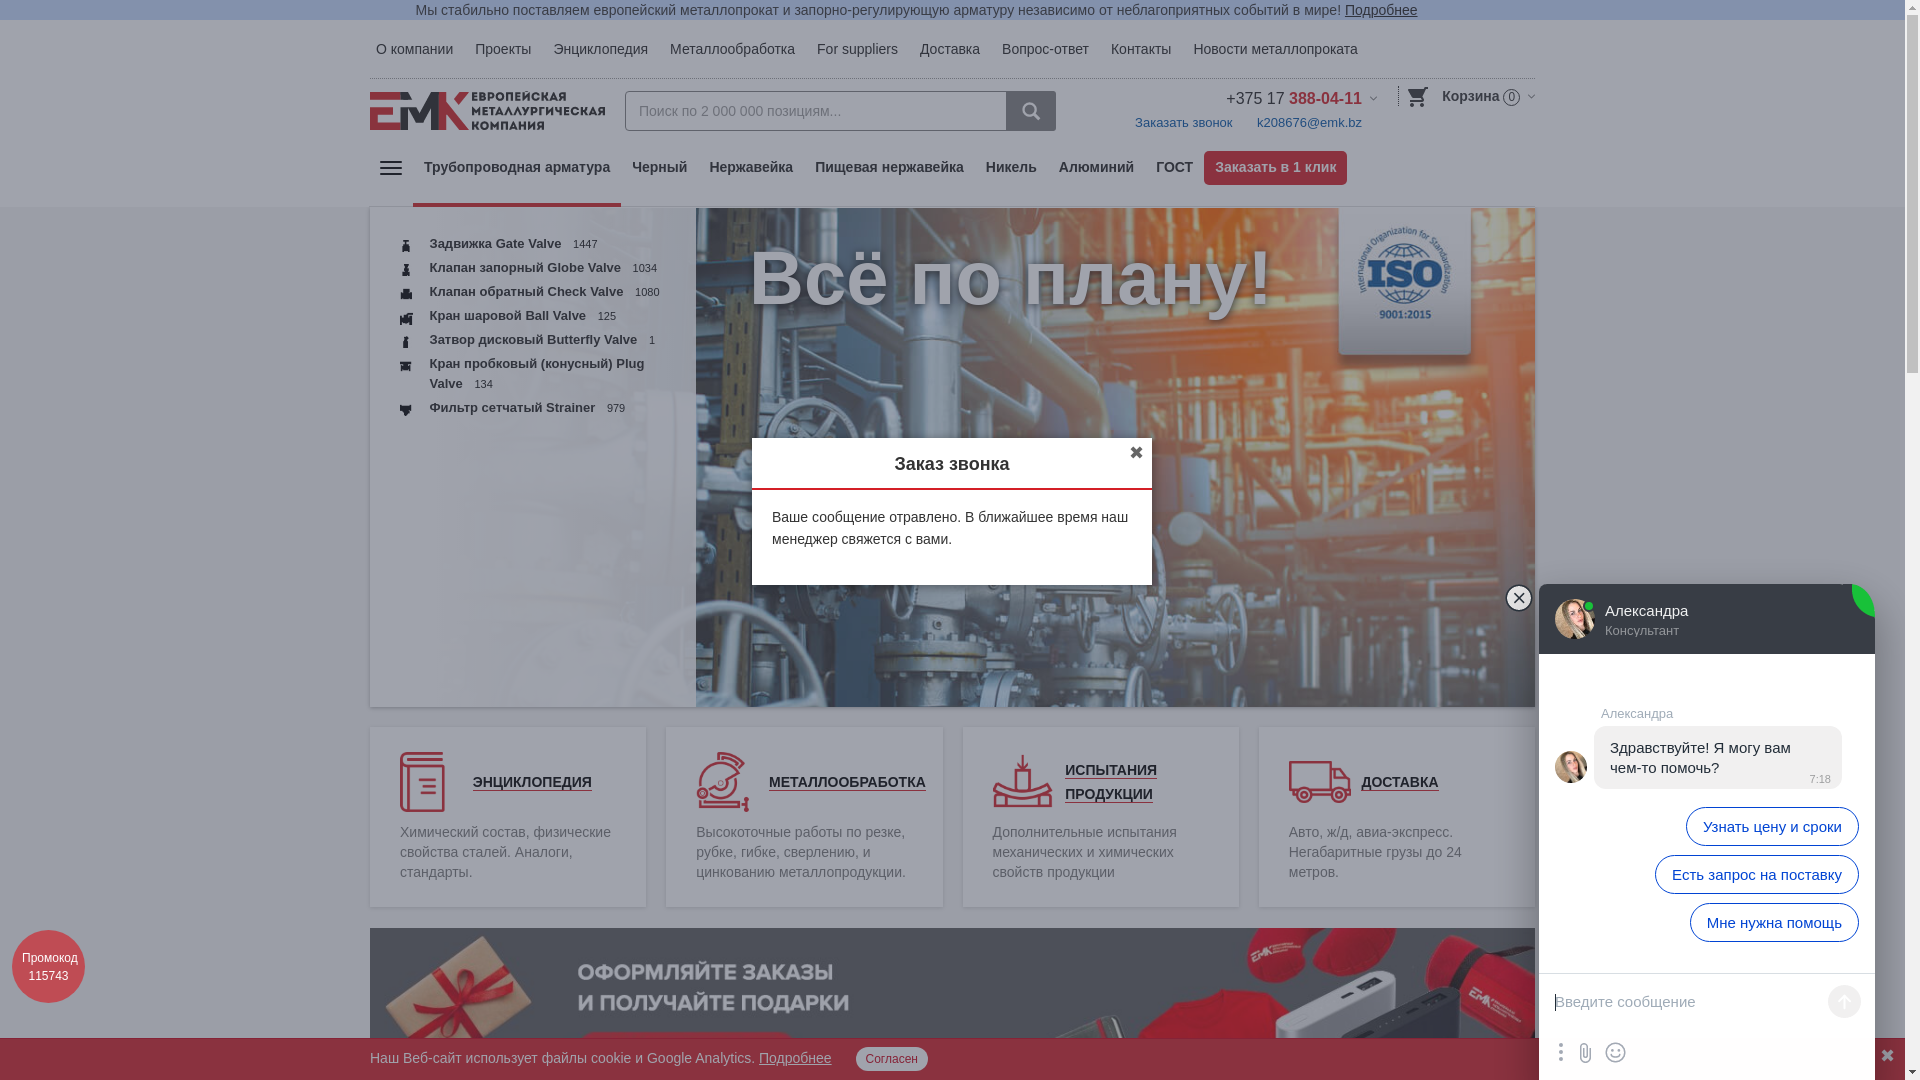 Мы стабильно поставляем европейский металлопрокат и запорно-регулирующую арматуру независимо от неблагоприятных событий в мире! Подробнее
О компании Проекты Энциклопедия Металлообработка For suppliers Доставка Вопрос-ответ Контакты Новости металлопроката
ЕВРОПЕЙСКАЯ
ЕМК МЕТАЛЛУРГИЧЕСКАЯ
КОМПАНИЯ
Поиск по 2 000 000 позициям...
+375 17 388-04-11
Заказать звонок k208676@emk.bz
Корзина 0
Трубопроводная арматура Черный Нержавейка Пищевая нержавейка Никель Алюминий ГОСТ Заказать в 1 клик
Задвижка Gate Valve 1447
Клапан запорный Globe Valve 1034
Клапан обратный Check Valve 1080
Кран шаровой Ball Valve 125
Затвор дисковый Butterfly Valve 1
Кран пробковый (конусный) Plug
Valve 134
Фильтр сетчатый Strainer 979
Всё по плану!
International Organization for Standardization
ISO
9001:2015
Заказ звонка
Ваше сообщение отравлено. В ближайшее время наш
менеджер свяжется с вами.
ЭНЦИКЛОПЕДИЯ
Химический состав, физические
свойства сталей. Аналоги,
стандарты.
МЕТАЛЛООБРАБОТКА
Высокоточные работы по резке,
рубке, гибке, сверлению, и
цинкованию металлопродукции.
ИСПЫТАНИЯ
ПРОДУКЦИИ
Дополнительные испытания
механических и химических
свойств продукции
ДОСТАВКА
Авто, ж/д, авиа-экспресс.
Негабаритные грузы до 24
метров.
ОФОРМЛЯЙТЕ ЗАКАЗЫ
И ПОЛУЧАЙТЕ ПОДАРКИ
Промокод
115743
Наш Веб-сайт использует файлы cookie и Google Analytics. Подробнее Согласен
Александра
Консультант
Александра
Здравствуйте! Я могу вам
чем-то помочь?
7:18
Узнать цену и сроки
Есть запрос на поставку
Мне нужна помощь
Введите сообщение